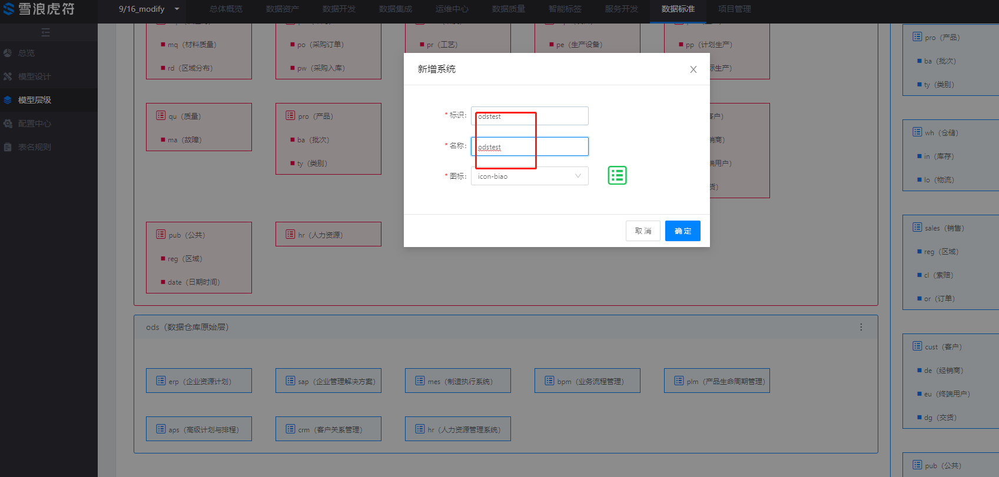 雪浪虎符
9/16_modify
总体概览
数据资产
数据开发
数据集成
运维中心
数据质量
智能标签
服务开发
数据标准
项目管理
总览
模型设计
模型层级
配置中心
表名规则
mq（材料质量）
rd（区域分布）
po（采购订单）
pw（采购入库）
pr（工艺）
pe（生产设备）
pp（计划生产）
生产）
qu（质量）
ma（故障）
pro（产品）
ba（批次）
ty（类别）
客户）
销商）
端用户）
货）
pub（公共）
reg（区域）
date（日期时间）
hr（人力资源）
新增系统
* 标识:
odstest
* 名称:
odstest
* 图标:
icon-biao
取 消
确 定
ods（数据仓库原始层）
erp（企业资源计划）
sap（企业管理解决方案）
mes（制造执行系统）
bpm（业务流程管理）
plm（产品生命周期管理）
aps（高级计划与排程）
crm（客户关系管理）
hr（人力资源管理系统）
pro（产品）
ba（批次）
ty（类别）
wh（仓储）
in（库存）
lo（物流）
sales（销售）
reg（区域）
cl（索赔）
or（订单）
cust（客户）
de（经销商）
eu（终端用户）
dg（交货）
pub（公共）